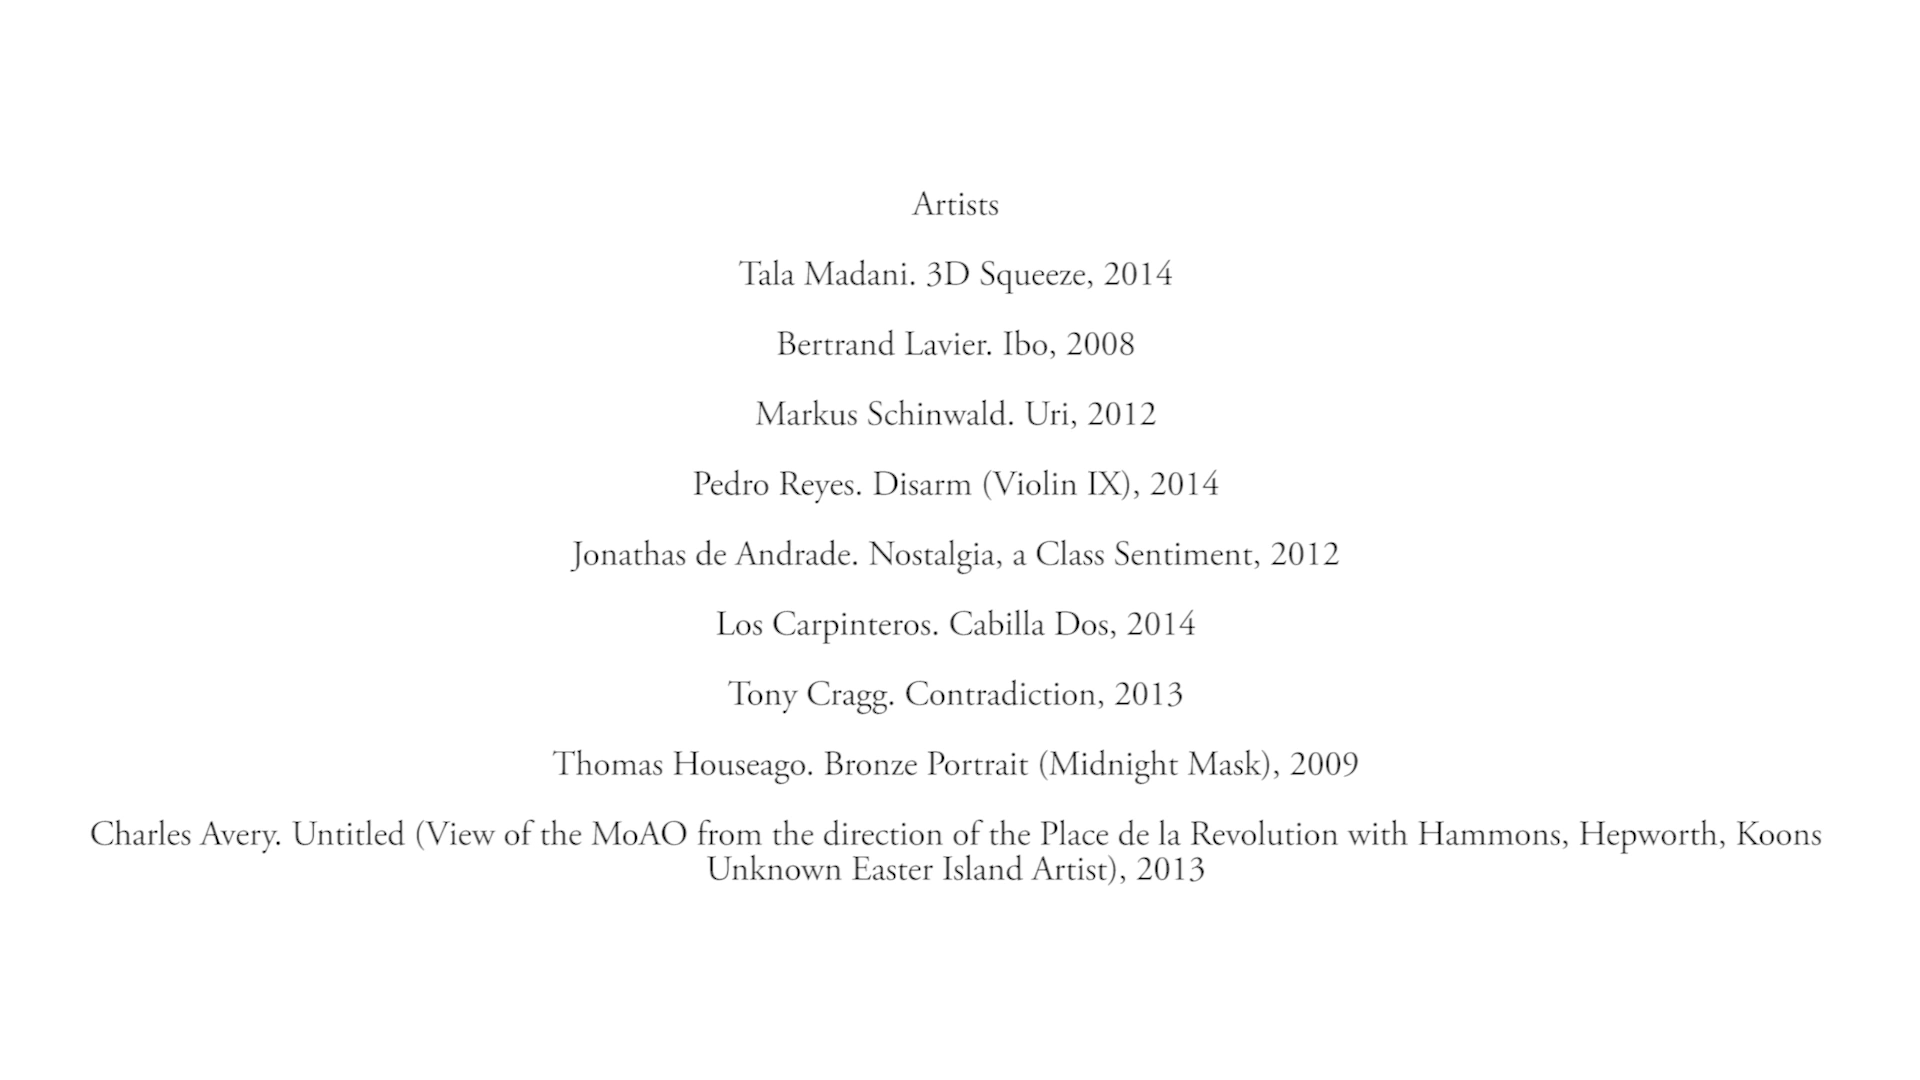 Artists
Tala Madani. 3D Squeeze, 2014
Bertrand Lavier. Ibo, 2008
Markus Schinwald. Uri, 2012
Pedro Reyes. Disarm (Violin IX), 2014
Jonathas de Andrade. Nostalgia, a Class Sentiment, 2012
Los Carpinteros. Cabilla Dos, 2014
Tony Cragg. Contradiction, 2013
Thomas Houseago. Bronze Portrait (Midnight Mask), 2009
Charles Avery. Untitled (View of the MoAO from the direction of the Place de la Revolution with Hammons, Hepworth, Koons
Unknown Easter Island Artist), 2013